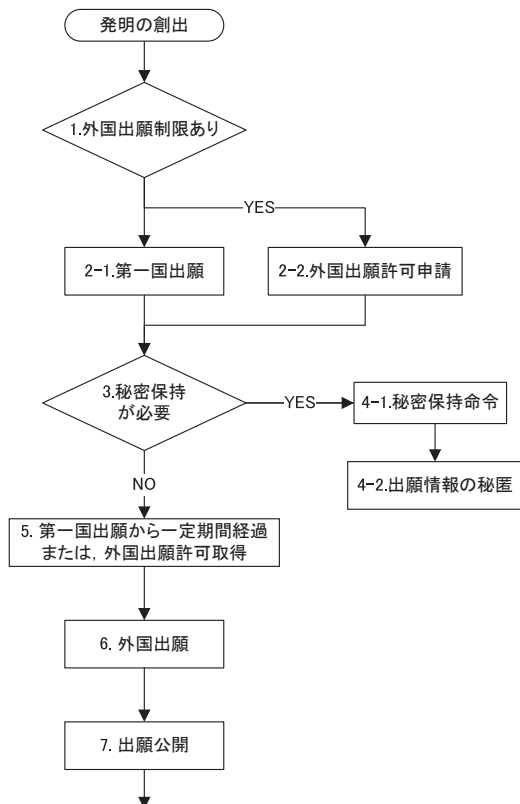 発明の創出
1.外国出願制限あり
YES
2-1.第一国出願
2-2.外国出願許可申請
3.秘密保持
が必要
YES
4-1.秘密保持命令
4-2.出願情報の秘匿
NO
5. 第一国出願から一定期間経過
または, 外国出願許可取得
6. 外国出願
7. 出願公開